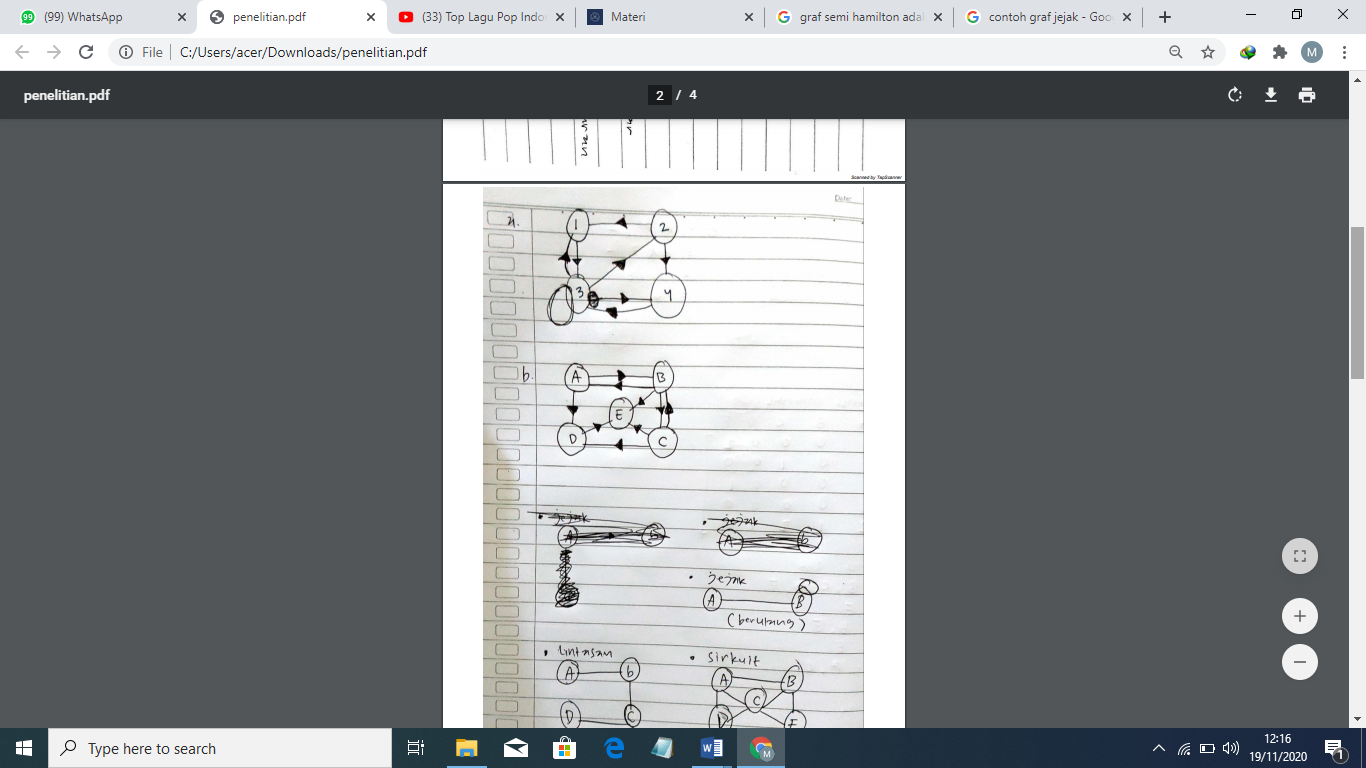 (99) WhatsApp
penelitian.pdf
(33) Top Lagu Pop Indo
Materi
graf semi hamilton ada
contoh graf jejak - Goo
File
C:/Users/acer/Downloads/penelitian.pdf
M
penelitian.pdf
2 / 4
Scanned by TapScanner
Date:
1
2
3
4
b.
A
B
E
D
C
• jejak
• jejak
A
B
A
b
• jejak
A
B
(berulang)
• lintasan
• sirkuit
A
b
A
B
C
D
C
D
E
Type here to search
12:16
19/11/2020
1